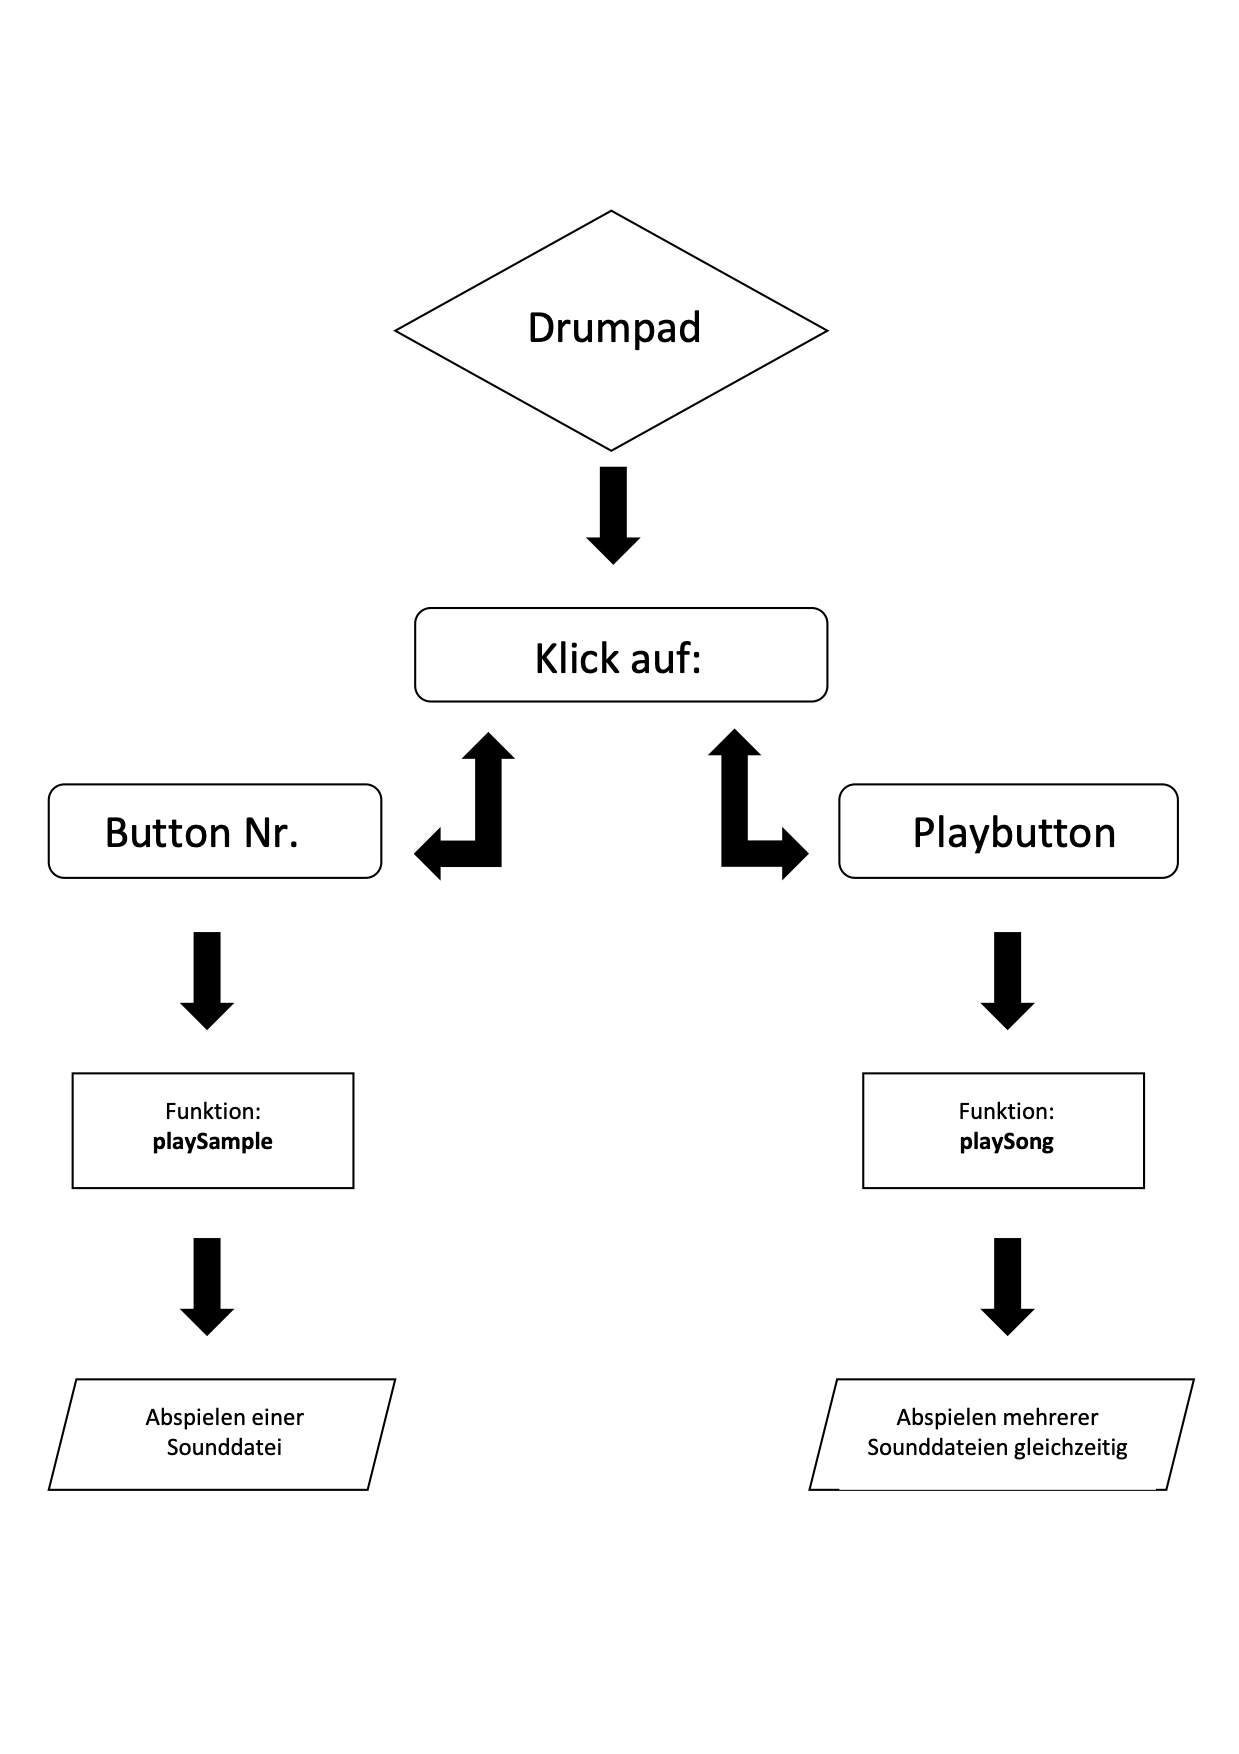 Drumpad
Klick auf:
Button Nr.
Playbutton
Funktion:
playSample
Funktion:
playSong
Abspielen einer
Sounddatei
Abspielen mehrerer
Sounddateien gleichzeitig